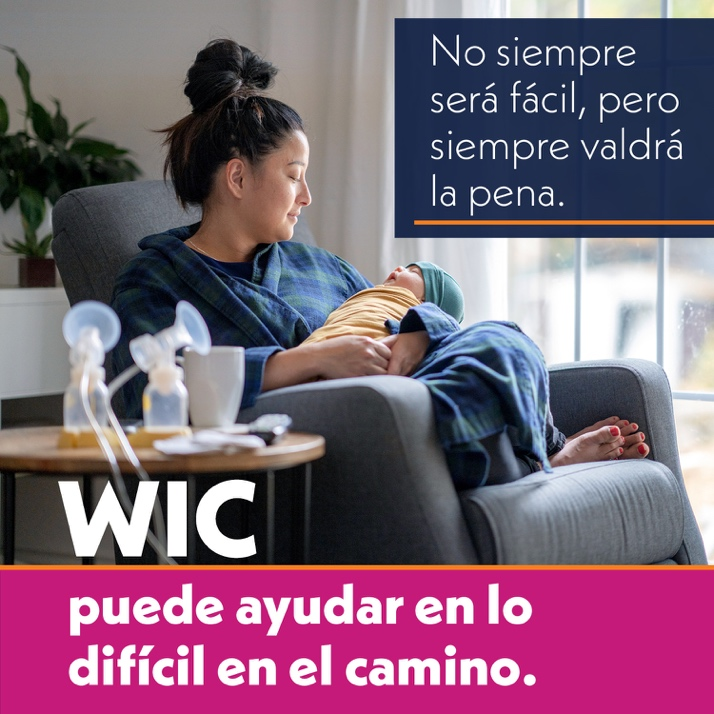 No siempre
será fácil, pero
siempre valdrá
la pena.
WIC
puede ayudar en lo
difícil en el camino.